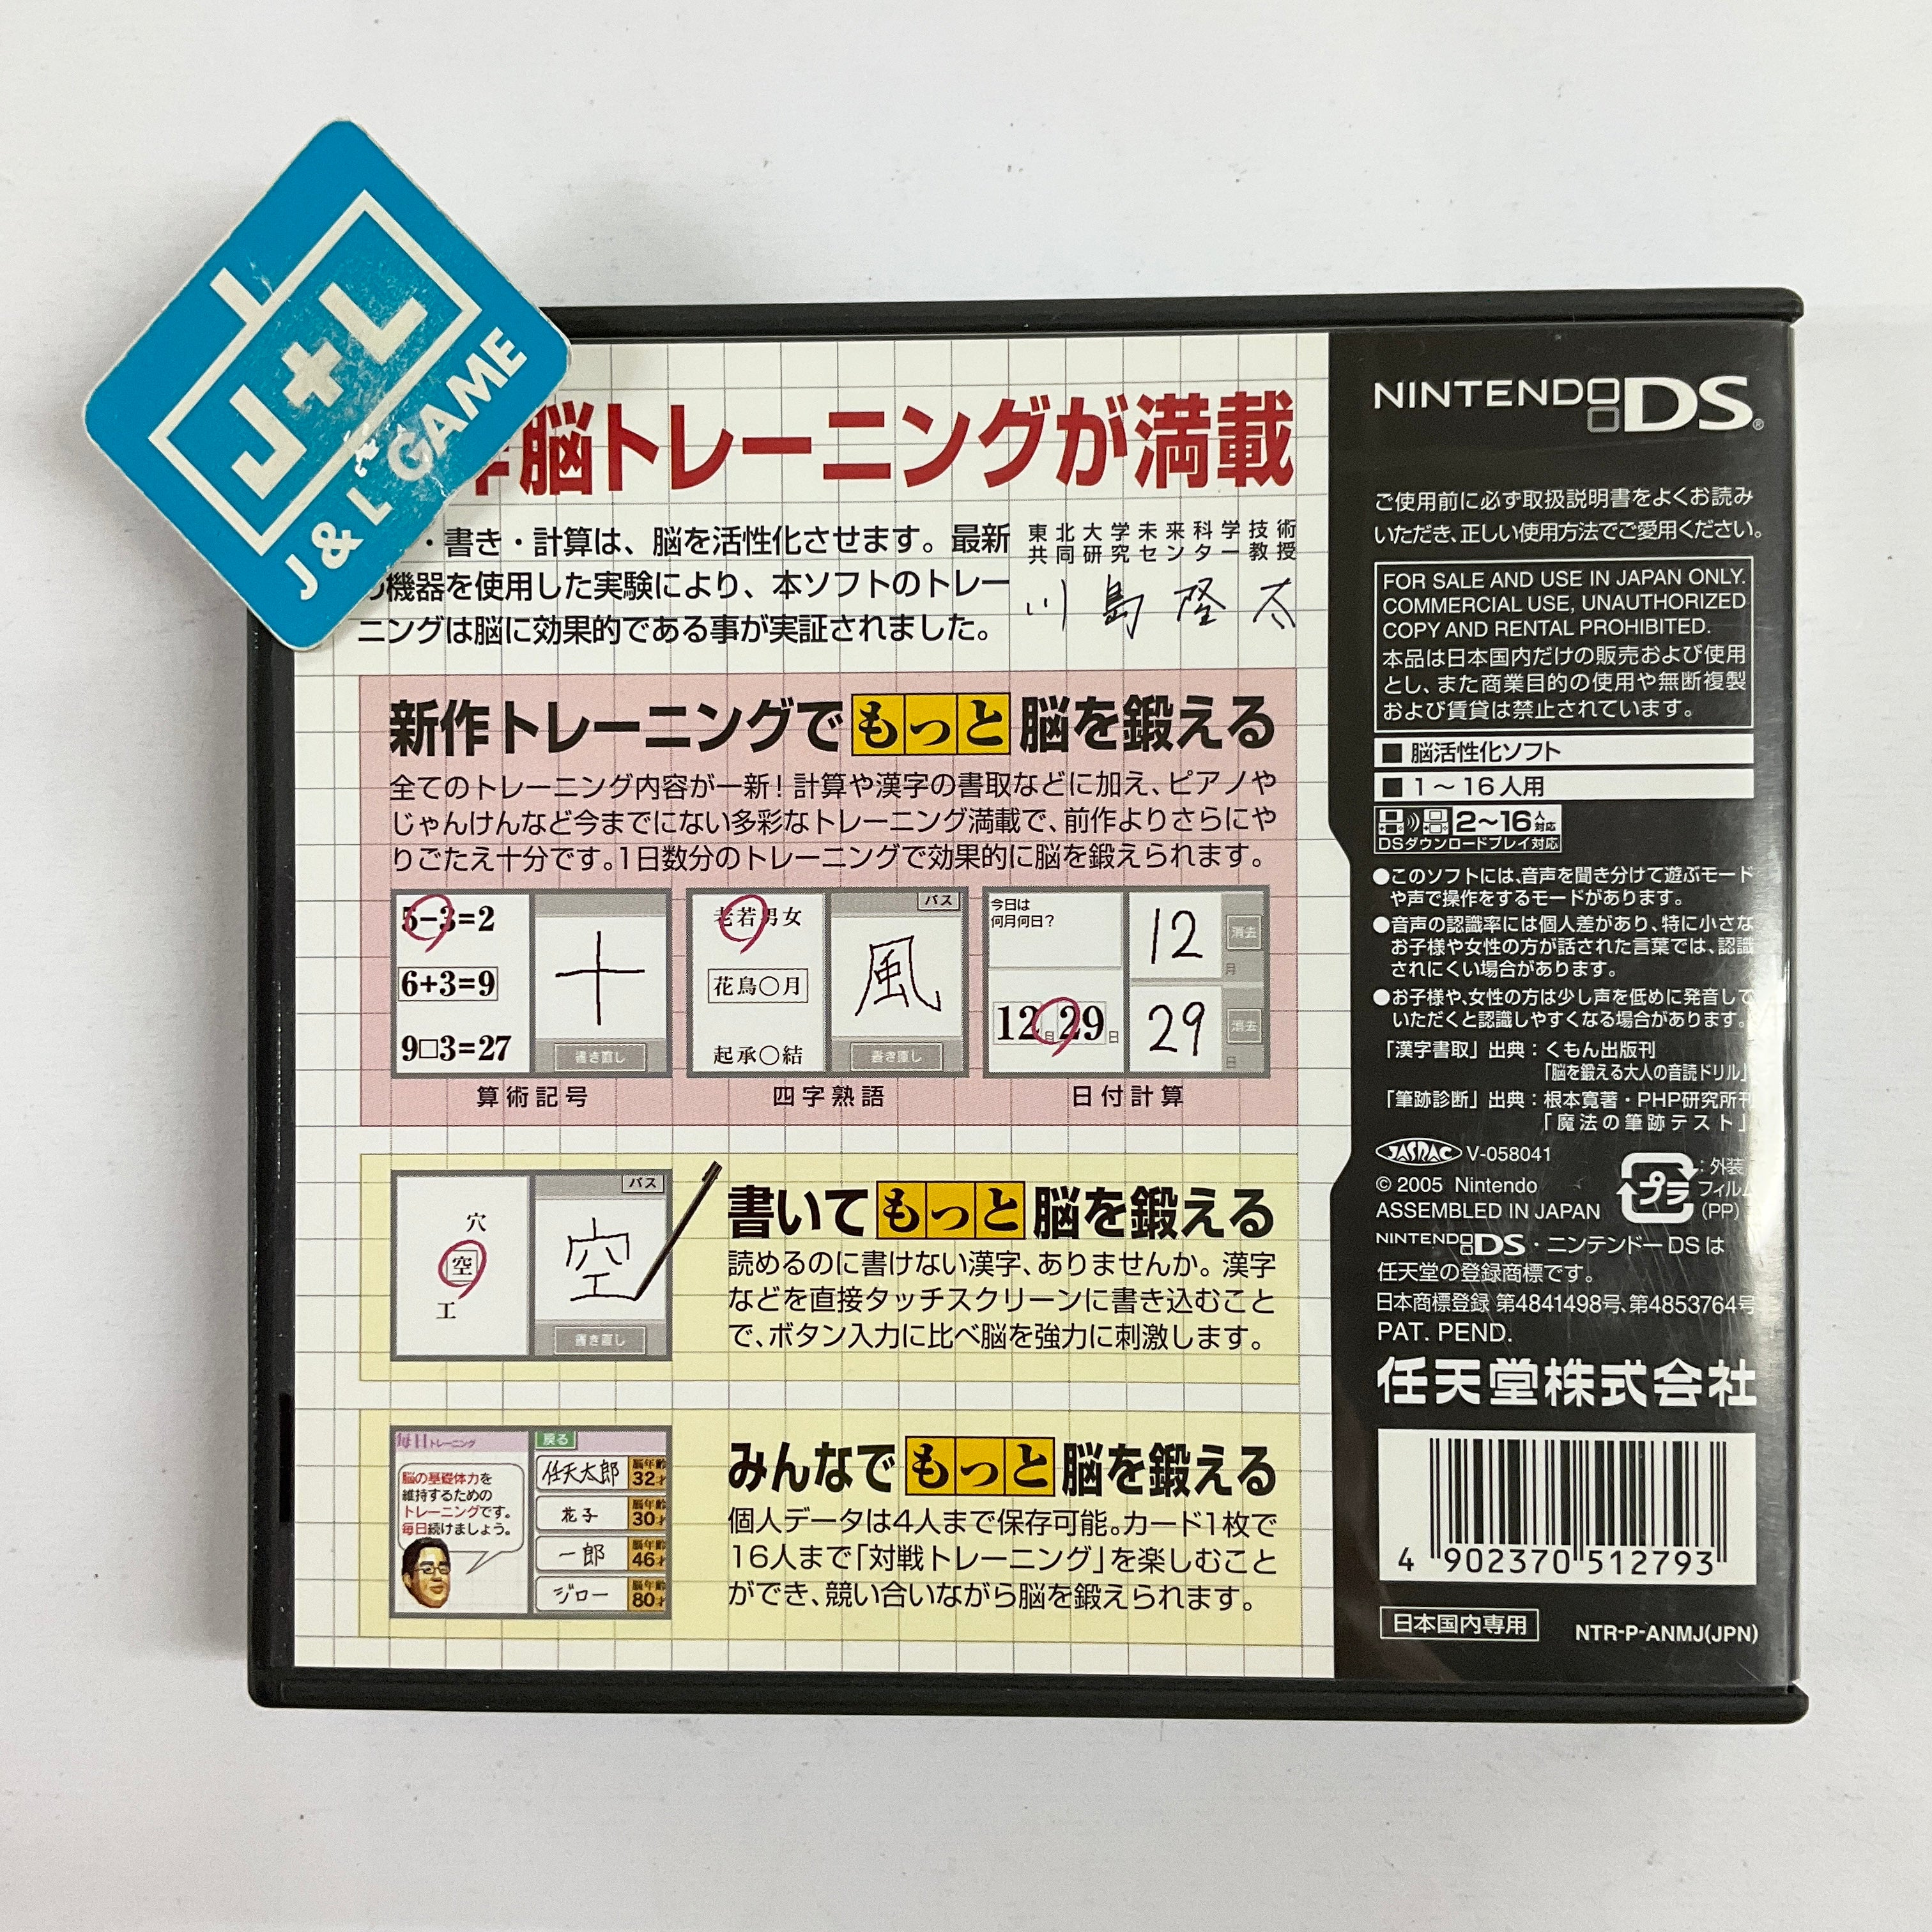 J+L
J & L GAME
脳トレーニングが満載
・書き・計算は、脳を活性化させます。最新
機器を使用した実験により、本ソフトのトレー
ニングは脳に効果的である事が実証されました。
東北大学未来科学技術
共同研究センター教授
川島隆太
新作トレーニングでもっと脳を鍛える
全てのトレーニング内容が一新!計算や漢字の書取などに加え、ピアノや
じゃんけんなど今までにない多彩なトレーニング満載で、前作よりさらにや
りごたえ十分です。1日数分のトレーニングで効果的に脳を鍛えられます。
5-3=2
6+3=9
9□3=27
十
書き直し
算術記号
老若男女
花鳥○月
起承○結
パス
風
書き直し
四字熟語
今日は
何月何日?
12月29日
12
消去
月
29
消去
日
日付計算
穴
空
工
パス
空
書き直し
書いてもっと脳を鍛える
読めるのに書けない漢字、ありませんか。漢字
などを直接タッチスクリーンに書き込むこと
で、ボタン入力に比べ脳を強力に刺激します。
毎日トレーニング
脳の基礎体力を
維持するための
トレーニングです。
毎日続けましょう。
戻る
任天太郎 脳年齢 32才
花子 脳年齢 30才
一郎 脳年齢 46才
ジロー 脳年齢 80才
みんなでもっと脳を鍛える
個人データは4人まで保存可能。カード1枚で
16人まで「対戦トレーニング」を楽しむこと
ができ、競い合いながら脳を鍛えられます。
NINTENDO DS®
ご使用前に必ず取扱説明書をよくお読み
いただき、正しい使用方法でご愛用ください。
FOR SALE AND USE IN JAPAN ONLY.
COMMERCIAL USE, UNAUTHORIZED
COPY AND RENTAL PROHIBITED.
本品は日本国内だけの販売および使用
とし、また商業目的の使用や無断複製
および賃貸は禁止されています。
■ 脳活性化ソフト
■ 1〜16人用
2〜16人対応
DSダウンロードプレイ対応
●このソフトには、音声を聞き分けて遊ぶモード
や声で操作をするモードがあります。
●音声の認識率には個人差があり、特に小さな
お子様や女性の方が話された言葉では、認識
されにくい場合があります。
●お子様や、女性の方は少し声を低めに発音して
いただくと認識しやすくなる場合があります。
「漢字書取」出典:くもん出版刊
「脳を鍛える大人の音読ドリル」
「筆跡診断」出典:根本寛著・PHP研究所刊
「魔法の筆跡テスト」
JASRAC V-058041
© 2005 Nintendo
ASSEMBLED IN JAPAN
プラ
:外装
フィルム
(PP)
NINTENDO DS・ニンテンドーDSは
任天堂の登録商標です。
日本商標登録 第4841498号、第4853764号
PAT. PEND.
任天堂株式会社
4 902370 512793
日本国内専用
NTR-P-ANMJ(JPN)